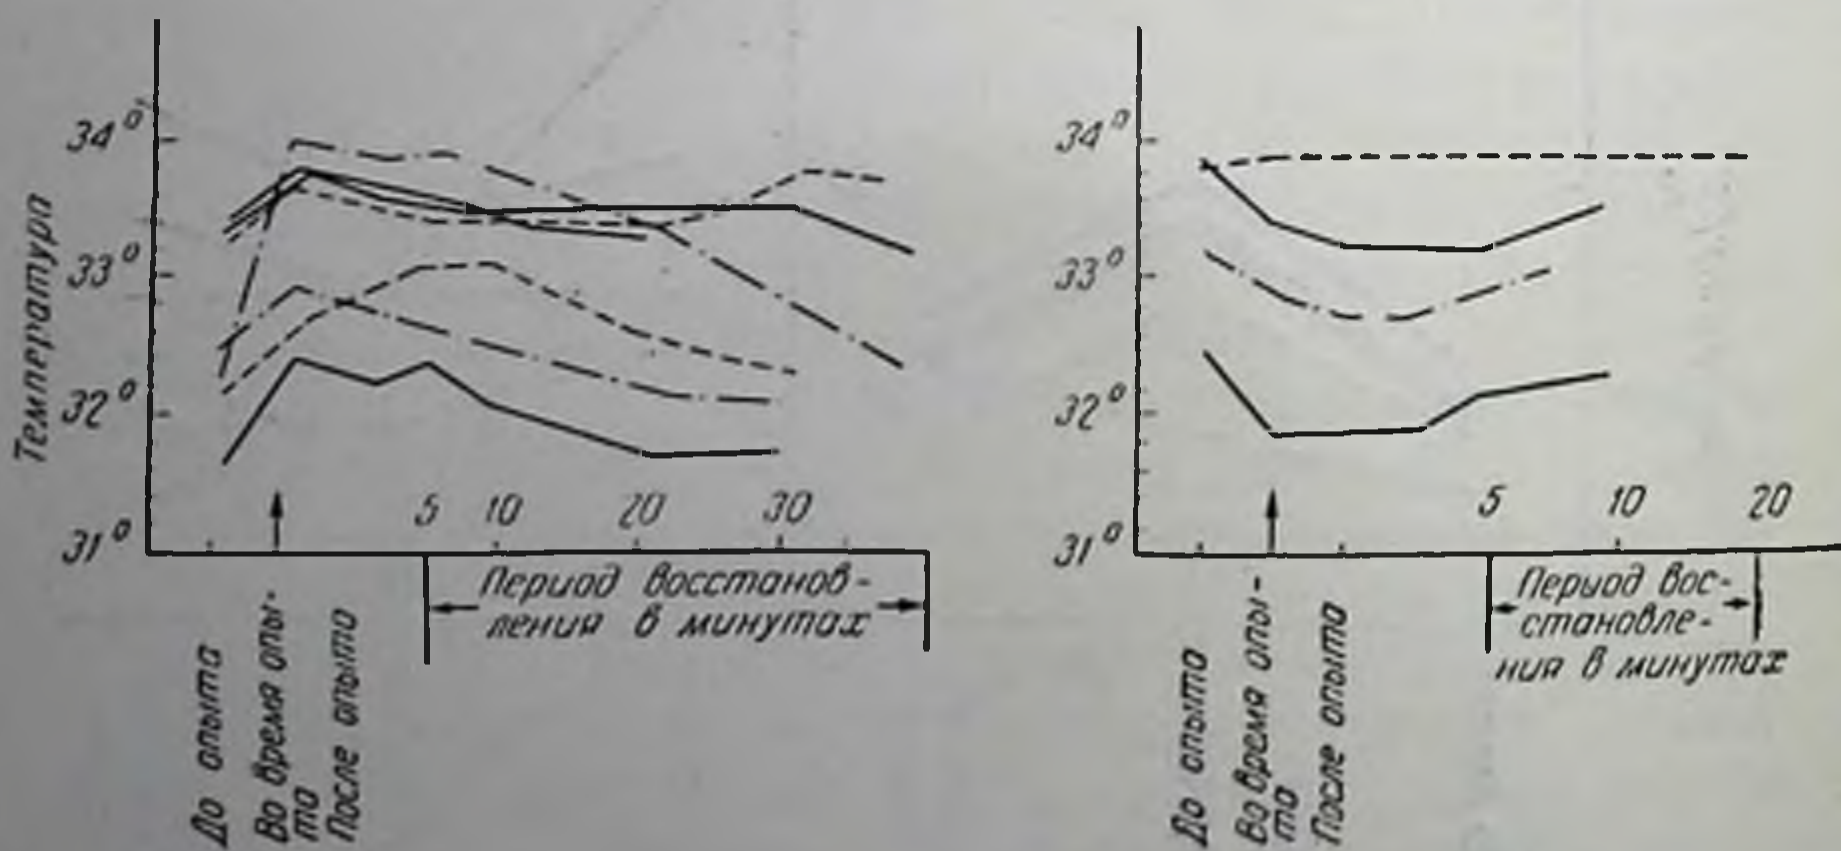 Температура
34°
33°
32°
31°
5 10 20 30
Период восстанов-
ления в минутах
До опыта
Во время опы-
та
После опыта
34°
33°
32°
31°
5 10 20
Период вос-
становле-
ния в минутах
До опыта
Во время опы-
та
После опыта